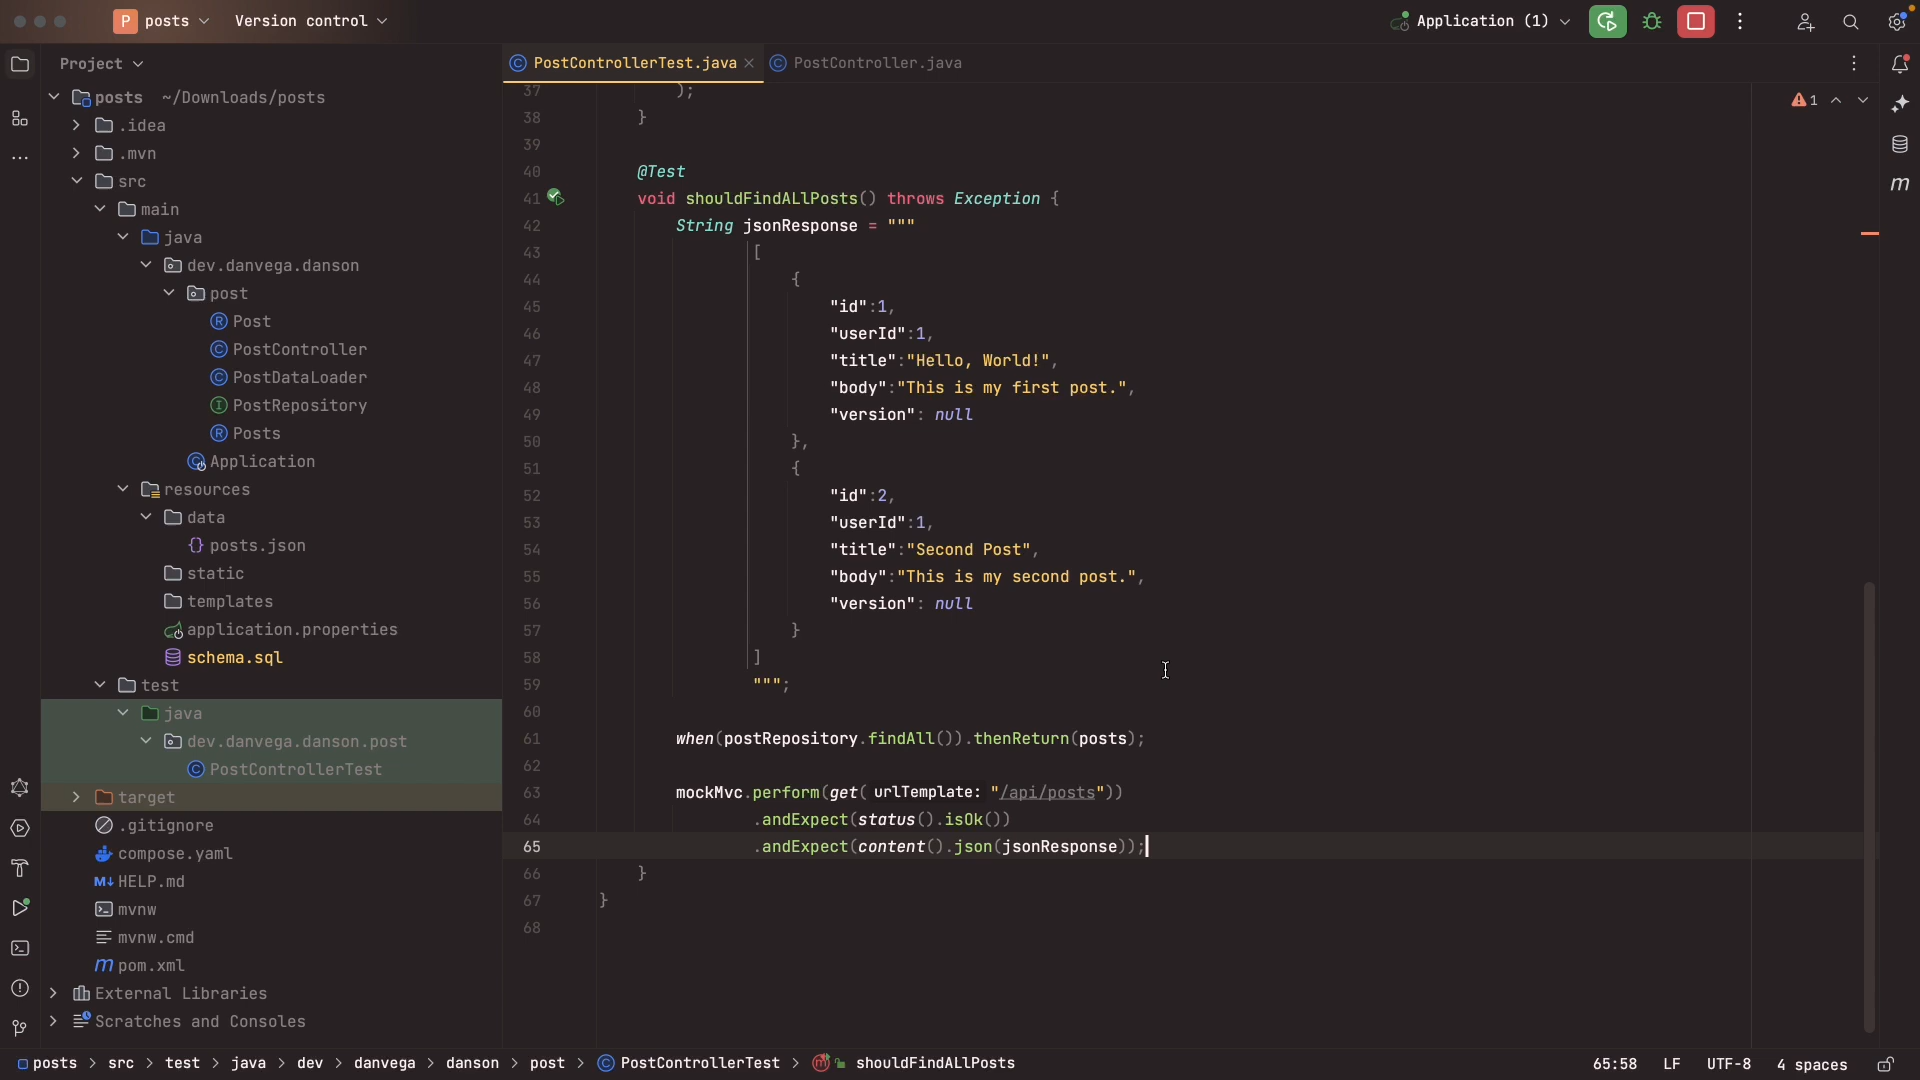 P posts Version control Application (1)
Project
PostControllerTest.java PostController.java
posts ~/Downloads/posts
.idea
.mvn
src
main
java
dev.danvega.danson
post
Post
PostController
PostDataLoader
PostRepository
Posts
Application
resources
data
posts.json
static
templates
application.properties
schema.sql
test
java
dev.danvega.danson.post
PostControllerTest
target
.gitignore
compose.yaml
HELP.md
mvnw
mvnw.cmd
pom.xml
External Libraries
Scratches and Consoles
1
37 );
38 }
39
40 @Test
41 void shouldFindALlPosts() throws Exception {
42 String jsonResponse = """
43 [
44 {
45 "id":1,
46 "userId":1,
47 "title":"Hello, World!",
48 "body":"This is my first post.",
49 "version": null
50 },
51 {
52 "id":2,
53 "userId":1,
54 "title":"Second Post",
55 "body":"This is my second post.",
56 "version": null
57 }
58 ]
59 """;
60
61 when(postRepository.findAll()).thenReturn(posts);
62
63 mockMvc.perform(get( urlTemplate: "/api/posts"))
64 .andExpect(status().isOk())
65 .andExpect(content().json(jsonResponse));
66 }
67 }
68
posts > src > test > java > dev > danvega > danson > post > PostControllerTest > shouldFindALlPosts 65:58 LF UTF-8 4 spaces